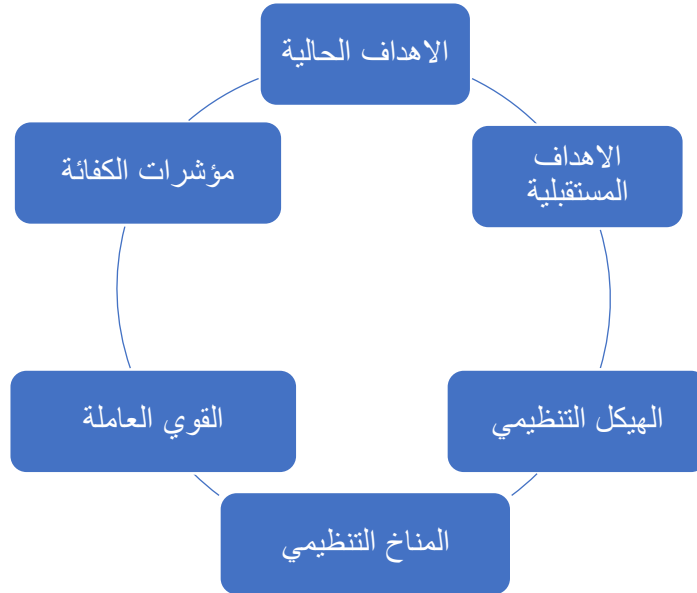 الاهداف الحالية
الاهداف
المستقبلية
الهيكل التنظيمي
المناخ التنظيمي
القوي العاملة
مؤشرات الكفائة